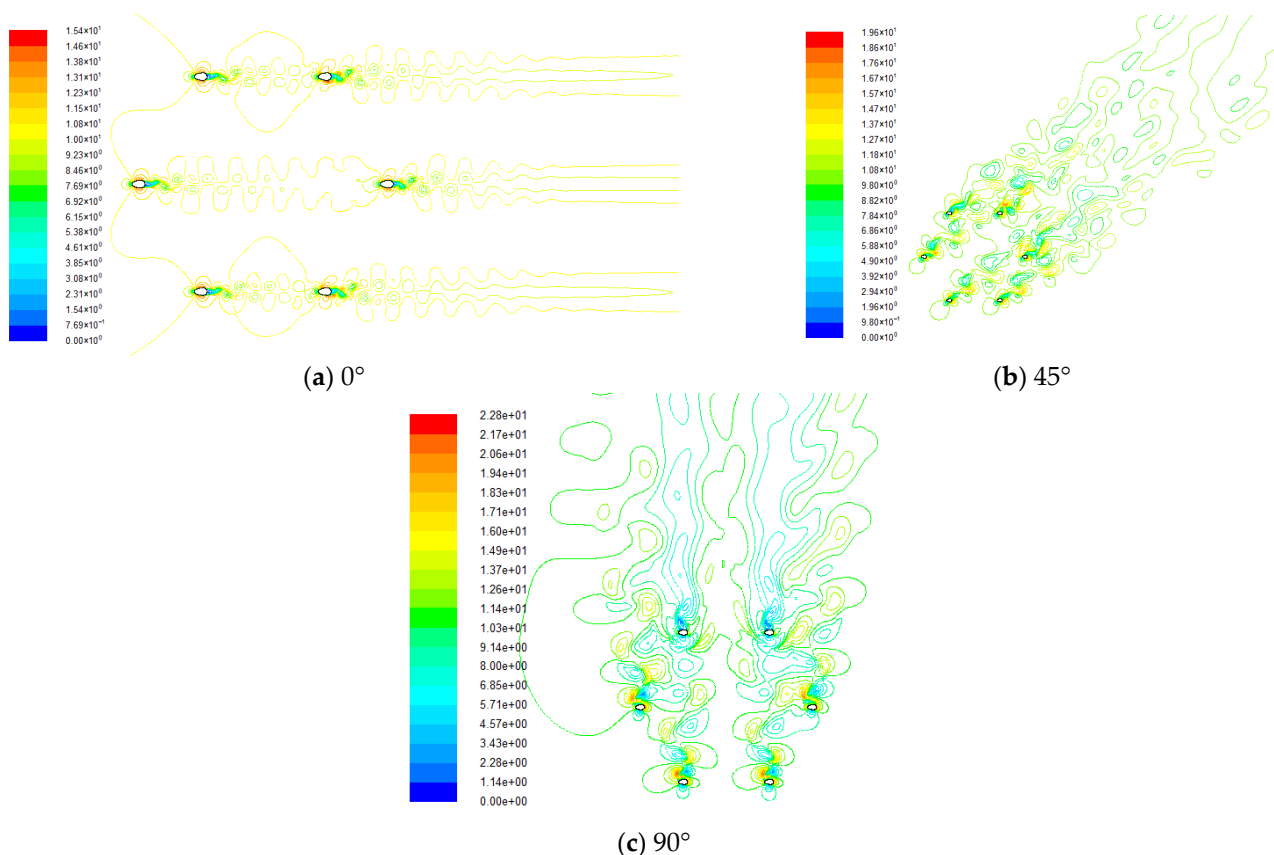 1.54×10¹
1.46×10¹
1.38×10¹
1.31×10¹
1.23×10¹
1.15×10¹
1.08×10¹
1.00×10¹
9.23×10⁰
8.46×10⁰
7.69×10⁰
6.92×10⁰
6.15×10⁰
5.38×10⁰
4.61×10⁰
3.85×10⁰
3.08×10⁰
2.31×10⁰
1.54×10⁰
7.69×10⁻¹
0.00×10⁰
(a) 0°
1.96×10¹
1.86×10¹
1.76×10¹
1.67×10¹
1.57×10¹
1.47×10¹
1.37×10¹
1.27×10¹
1.18×10¹
1.08×10¹
9.80×10⁰
8.82×10⁰
7.84×10⁰
6.86×10⁰
5.88×10⁰
4.90×10⁰
3.92×10⁰
2.94×10⁰
1.96×10⁰
9.80×10⁻¹
0.00×10⁰
(b) 45°
2.28e+01
2.17e+01
2.06e+01
1.94e+01
1.83e+01
1.71e+01
1.60e+01
1.49e+01
1.37e+01
1.26e+01
1.14e+01
1.03e+01
9.14e+00
8.00e+00
6.85e+00
5.71e+00
4.57e+00
3.43e+00
2.28e+00
1.14e+00
0.00e+00
(c) 90°